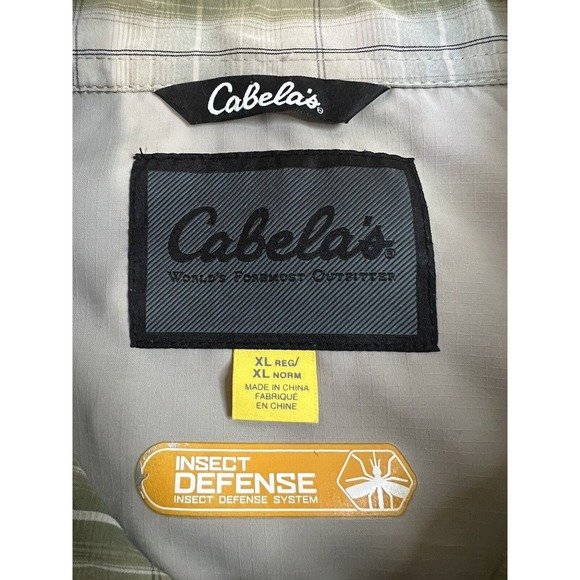 Cabela's®
Cabela's®
WORLD'S FOREMOST OUTFITTER
XL REG/
XL NORM
MADE IN CHINA
FABRIQUÉ
EN CHINE
INSECT
DEFENSE
INSECT DEFENSE SYSTEM